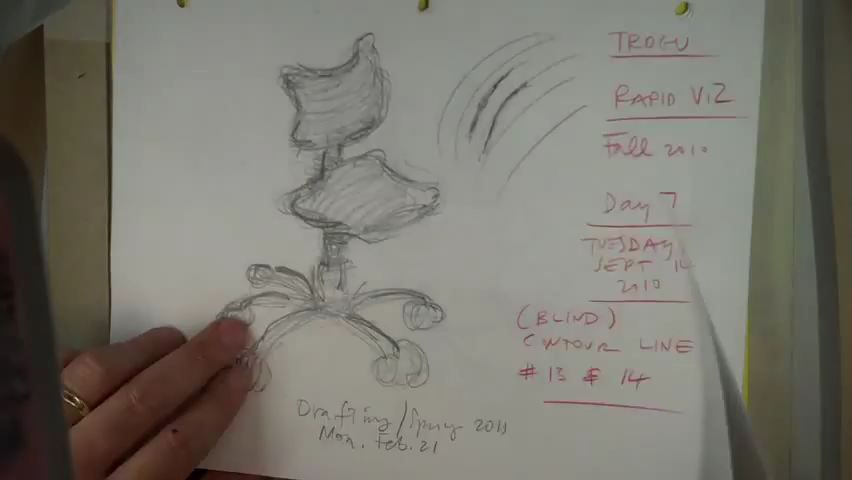 TROGU
RAPID VIZ
Fall 2010
Day 7
TUESDAY
SEPT 14
2010
(BLIND)
CONTOUR LINE
# 13 & 14
Drafting/Spring 2011
Mon. Feb. 21